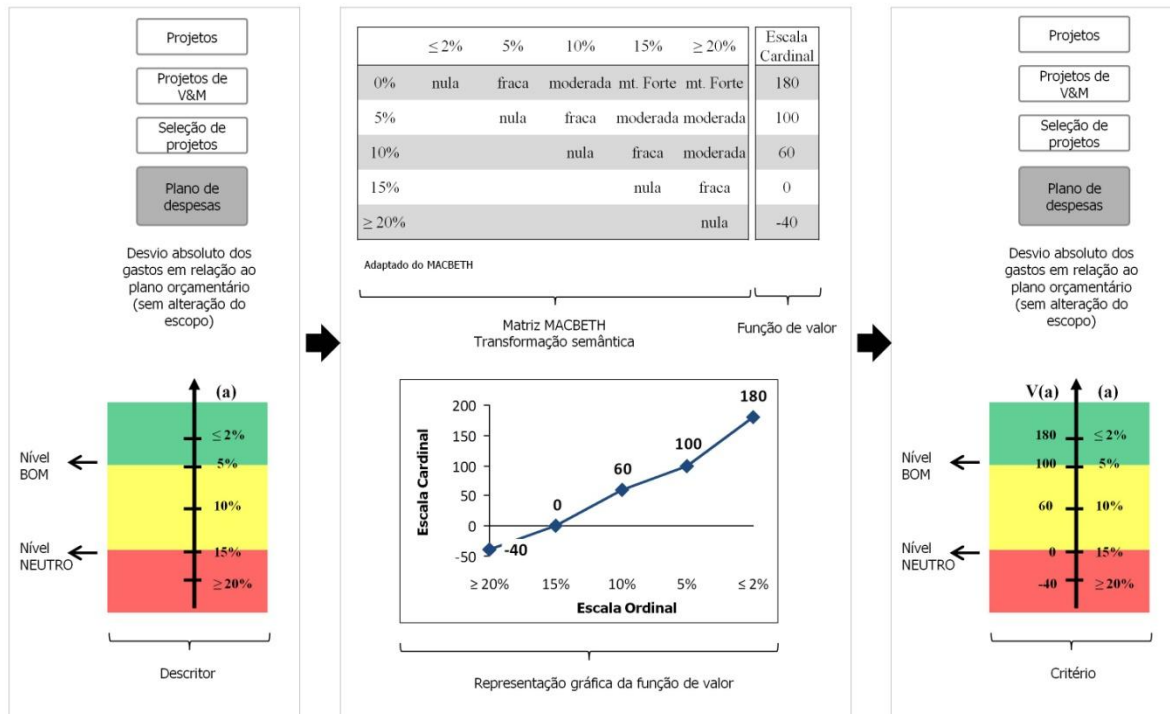 Projetos
Projetos de
V&M
Seleção de
projetos
Plano de
despesas
Desvio absoluto dos
gastos em relação ao
plano orçamentário
(sem alteração do
escopo)
(a)
≤ 2%
Nível
BOM
5%
10%
Nível
NEUTRO
15%
≥ 20%
Descritor
≤ 2% 5% 10% 15% ≥ 20% Escala
Cardinal
0% nula fraca moderada mt. Forte mt. Forte 180
5% nula fraca moderada moderada 100
10% nula fraca moderada 60
15% nula fraca 0
≥ 20% nula -40
Adaptado do MACBETH
Matriz MACBETH
Transformação semântica
Função de valor
Escala Cardinal
200
150
100
50
0
-50
-40
0
60
100
180
≥ 20% 15% 10% 5% ≤ 2%
Escala Ordinal
Representação gráfica da função de valor
Projetos
Projetos de
V&M
Seleção de
projetos
Plano de
despesas
Desvio absoluto dos
gastos em relação ao
plano orçamentário
(sem alteração do
escopo)
V(a) (a)
180 ≤ 2%
Nível
BOM
100 5%
60 10%
Nível
NEUTRO
0 15%
-40 ≥ 20%
Critério